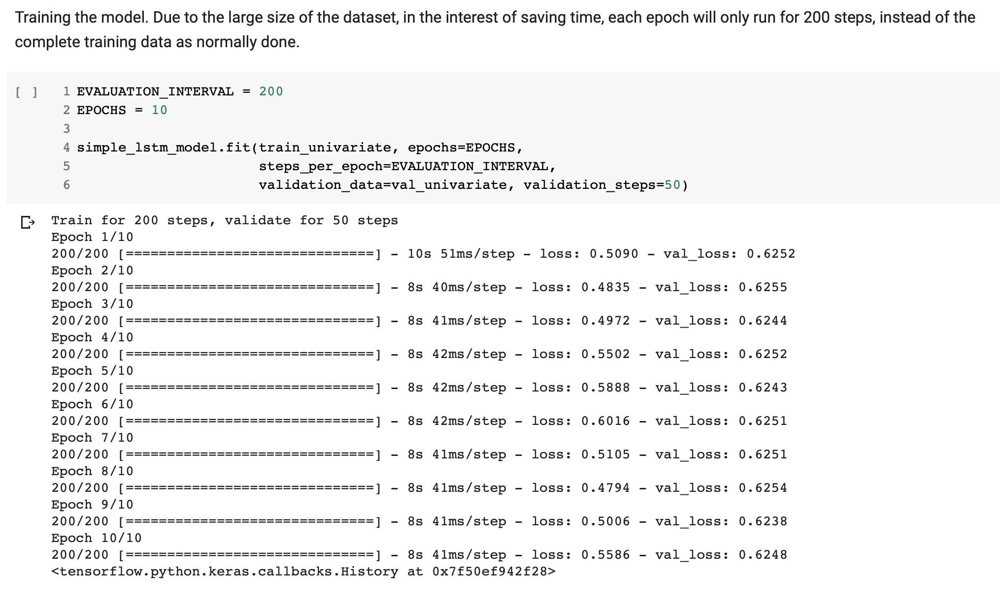 Training the model. Due to the large size of the dataset, in the interest of saving time, each epoch will only run for 200 steps, instead of the
complete training data as normally done.
[ ] 1 EVALUATION_INTERVAL = 200
2 EPOCHS = 10
3
4 simple_lstm_model.fit(train_univariate, epochs=EPOCHS,
5                       steps_per_epoch=EVALUATION_INTERVAL,
6                       validation_data=val_univariate, validation_steps=50)
Train for 200 steps, validate for 50 steps
Epoch 1/10
200/200 [==============================] - 10s 51ms/step - loss: 0.5090 - val_loss: 0.6252
Epoch 2/10
200/200 [==============================] - 8s 40ms/step - loss: 0.4835 - val_loss: 0.6255
Epoch 3/10
200/200 [==============================] - 8s 41ms/step - loss: 0.4972 - val_loss: 0.6244
Epoch 4/10
200/200 [==============================] - 8s 42ms/step - loss: 0.5502 - val_loss: 0.6252
Epoch 5/10
200/200 [==============================] - 8s 42ms/step - loss: 0.5888 - val_loss: 0.6243
Epoch 6/10
200/200 [==============================] - 8s 42ms/step - loss: 0.6016 - val_loss: 0.6251
Epoch 7/10
200/200 [==============================] - 8s 41ms/step - loss: 0.5105 - val_loss: 0.6251
Epoch 8/10
200/200 [==============================] - 8s 41ms/step - loss: 0.4794 - val_loss: 0.6254
Epoch 9/10
200/200 [==============================] - 8s 41ms/step - loss: 0.5006 - val_loss: 0.6238
Epoch 10/10
200/200 [==============================] - 8s 41ms/step - loss: 0.5586 - val_loss: 0.6248
<tensorflow.python.keras.callbacks.History at 0x7f50ef942f28>